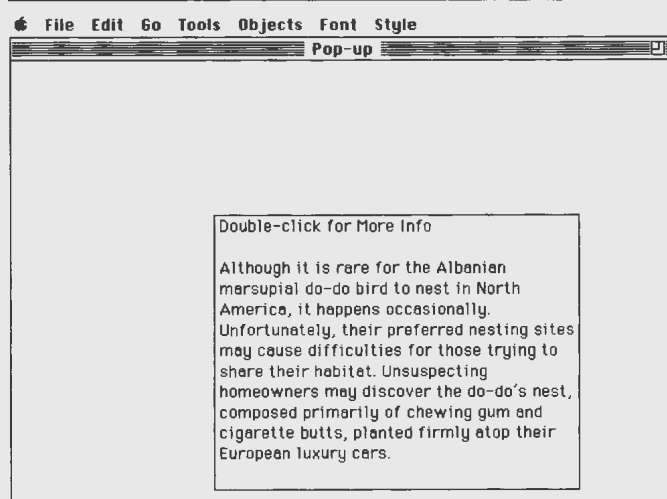 File Edit Go Tools Objects Font Style
Pop-up
Double-click for More Info
Although it is rare for the Albanian
marsupial do-do bird to nest in North
America, it happens occasionally.
Unfortunately, their preferred nesting sites
may cause difficulties for those trying to
share their habitat. Unsuspecting
homeowners may discover the do-do's nest,
composed primarily of chewing gum and
cigarette butts, planted firmly atop their
European luxury cars.